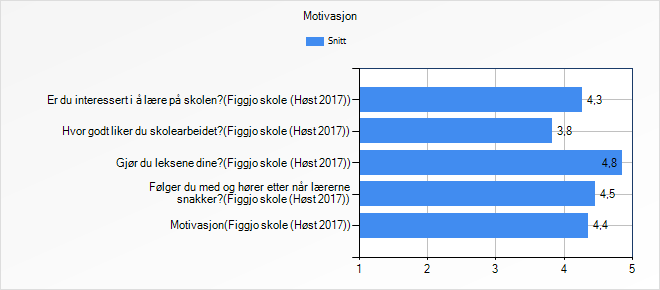 Motivasjon
Snitt
Er du interessert i å lære på skolen?(Figgjo skole (Høst 2017))
4,3
Hvor godt liker du skolearbeidet?(Figgjo skole (Høst 2017))
3,8
Gjør du leksene dine?(Figgjo skole (Høst 2017))
4,8
Følger du med og hører etter når lærerne
snakker?(Figgjo skole (Høst 2017))
4,5
Motivasjon(Figgjo skole (Høst 2017))
4,4
1 2 3 4 5